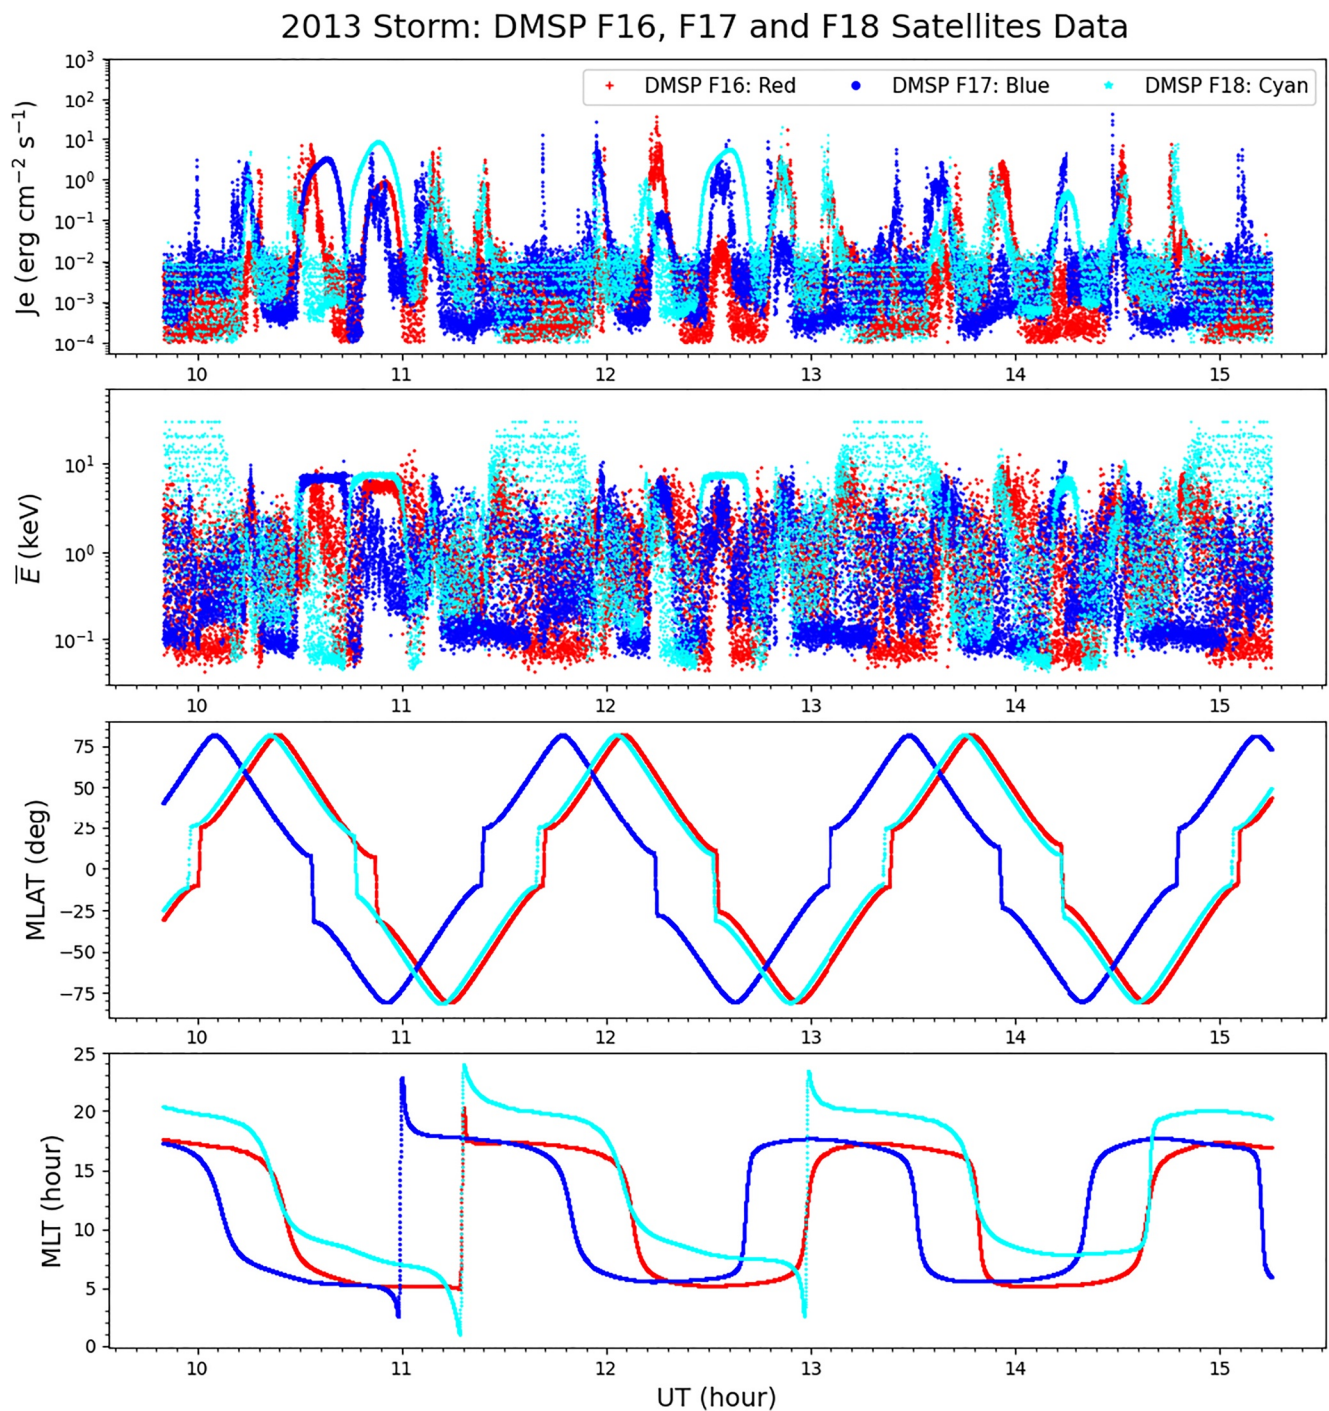 2013 Storm: DMSP F16, F17 and F18 Satellites Data
DMSP F16: Red DMSP F17: Blue DMSP F18: Cyan
Je (erg cm⁻² s⁻¹)
10³
10²
10¹
10⁰
10⁻¹
10⁻²
10⁻³
10⁻⁴
10 11 12 13 14 15
E̅ (keV)
10¹
10⁰
10⁻¹
10 11 12 13 14 15
MLAT (deg)
75
50
25
0
−25
−50
−75
10 11 12 13 14 15
MLT (hour)
25
20
15
10
5
0
10 11 12 13 14 15
UT (hour)